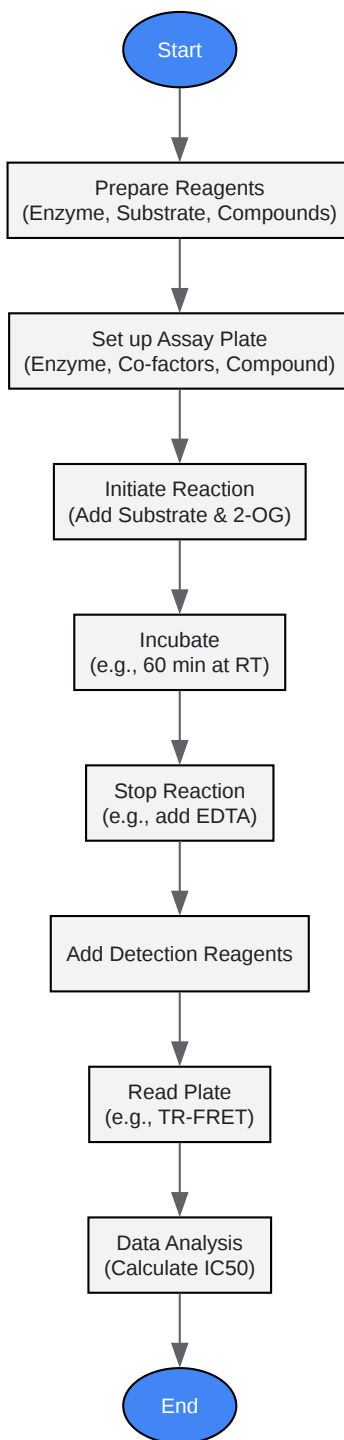 Start
Prepare Reagents
(Enzyme, Substrate, Compounds)
Set up Assay Plate
(Enzyme, Co-factors, Compound)
Initiate Reaction
(Add Substrate & 2-OG)
Incubate
(e.g., 60 min at RT)
Stop Reaction
(e.g., add EDTA)
Add Detection Reagents
Read Plate
(e.g., TR-FRET)
Data Analysis
(Calculate IC50)
End